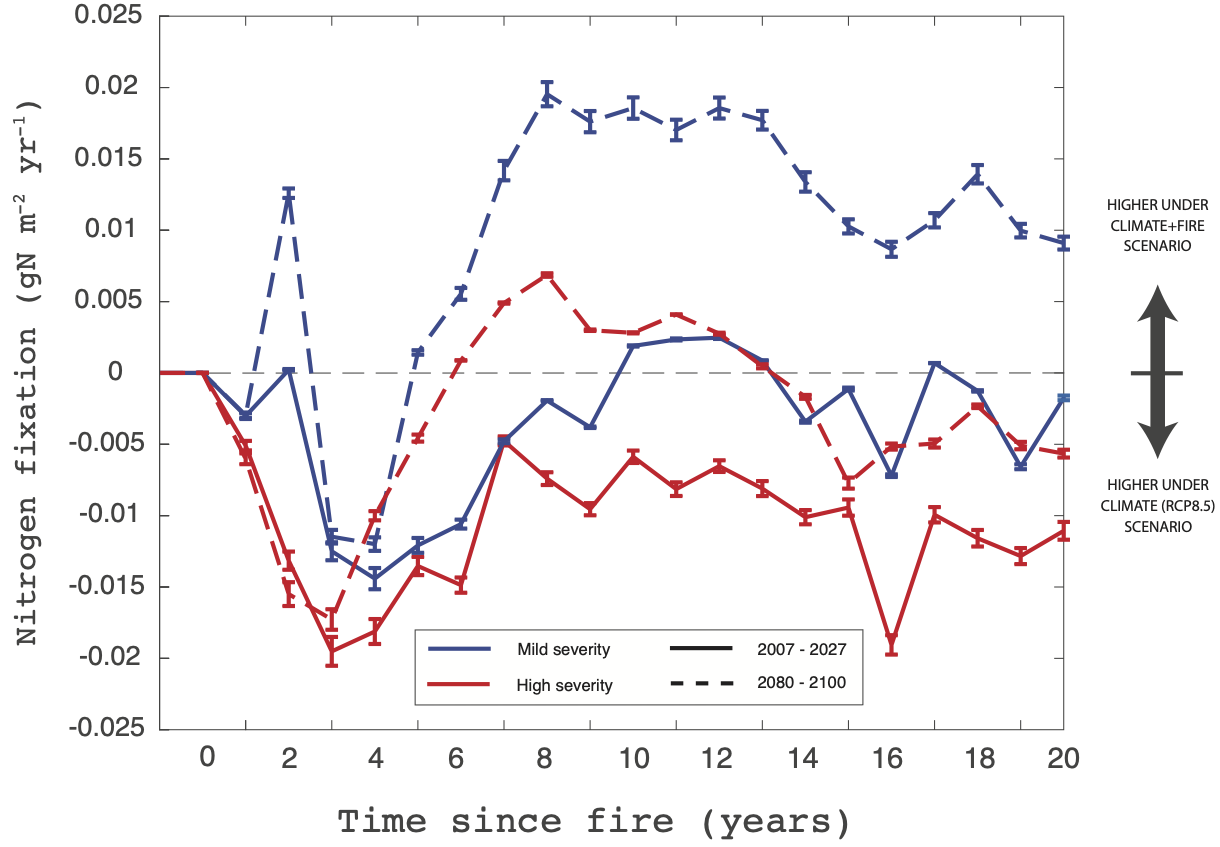 0.025
0.02
0.015
0.01
0.005
0
-0.005
-0.01
-0.015
-0.02
-0.025
Nitrogen fixation (gN m⁻² yr⁻¹)
0 2 4 6 8 10 12 14 16 18 20
Time since fire (years)
Mild severity
High severity
2007 - 2027
2080 - 2100
HIGHER UNDER
CLIMATE+FIRE
SCENARIO
HIGHER UNDER
CLIMATE (RCP8.5)
SCENARIO